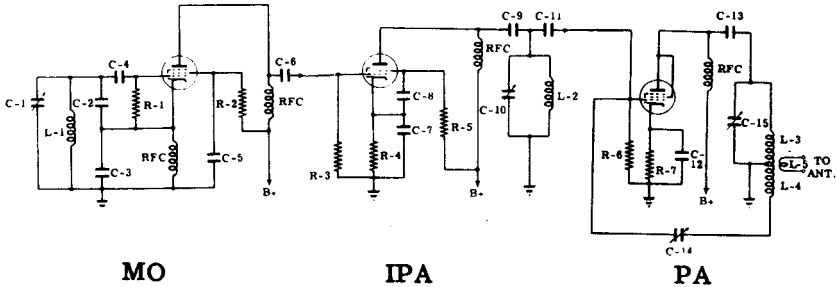 C-1
L-1
C-2
C-3
C-4
R-1
RFC
R-2
C-5
C-6
RFC
B+
R-3
R-4
C-8
C-7
R-5
RFC
B+
C-9
C-11
C-10
L-2
R-6
R-7
C-12
RFC
B+
C-13
C-15
L-3
L-5
L-4
TO
ANT.
C-14
MO
IPA
PA